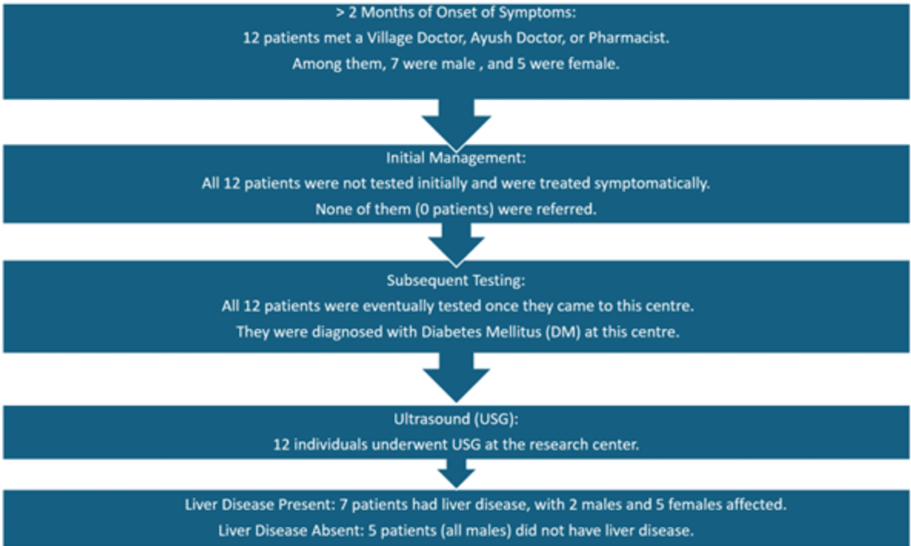 > 2 Months of Onset of Symptoms:
12 patients met a Village Doctor, Ayush Doctor, or Pharmacist.
Among them, 7 were male , and 5 were female.
Initial Management:
All 12 patients were not tested initially and were treated symptomatically.
None of them (0 patients) were referred.
Subsequent Testing:
All 12 patients were eventually tested once they came to this centre.
They were diagnosed with Diabetes Mellitus (DM) at this centre.
Ultrasound (USG):
12 individuals underwent USG at the research center.
Liver Disease Present: 7 patients had liver disease, with 2 males and 5 females affected.
Liver Disease Absent: 5 patients (all males) did not have liver disease.